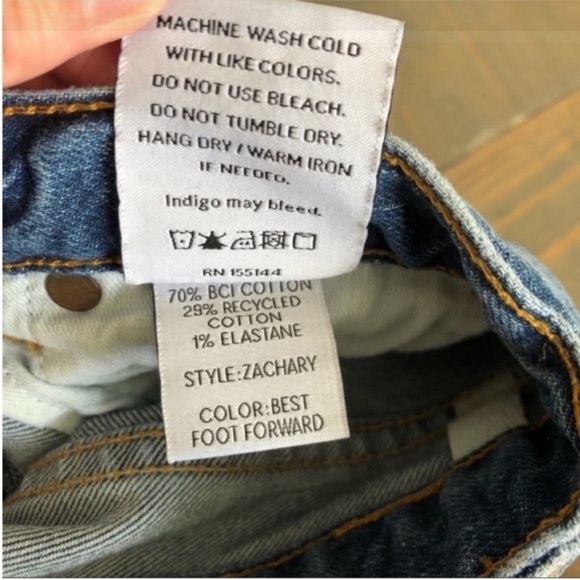 MACHINE WASH COLD
WITH LIKE COLORS.
DO NOT USE BLEACH.
DO NOT TUMBLE DRY.
HANG DRY / WARM IRON
IF NEEDED.
Indigo may bleed.
RN 155144
70% BCI COTTON
29% RECYCLED
COTTON
1% ELASTANE
STYLE:ZACHARY
COLOR:BEST
FOOT FORWARD